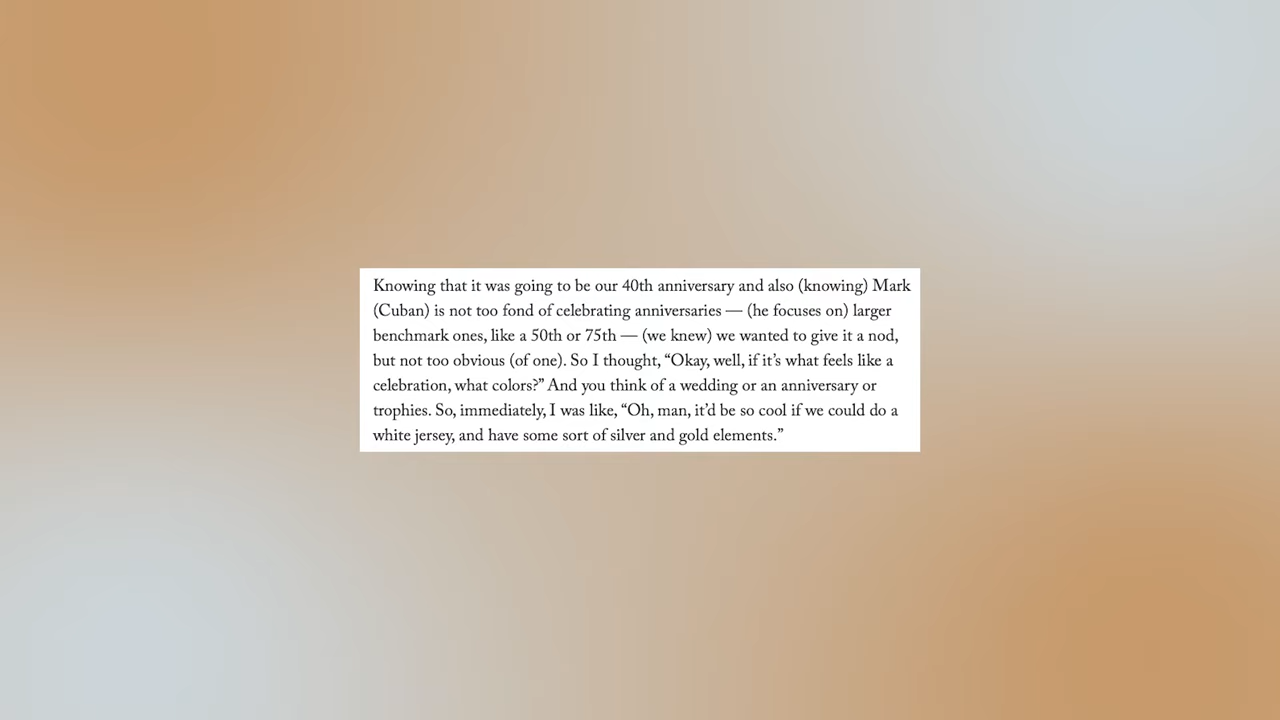 Knowing that it was going to be our 40th anniversary and also (knowing) Mark
(Cuban) is not too fond of celebrating anniversaries — (he focuses on) larger
benchmark ones, like a 50th or 75th — (we knew) we wanted to give it a nod,
but not too obvious (of one). So I thought, “Okay, well, if it’s what feels like a
celebration, what colors?” And you think of a wedding or an anniversary or
trophies. So, immediately, I was like, “Oh, man, it’d be so cool if we could do a
white jersey, and have some sort of silver and gold elements.”